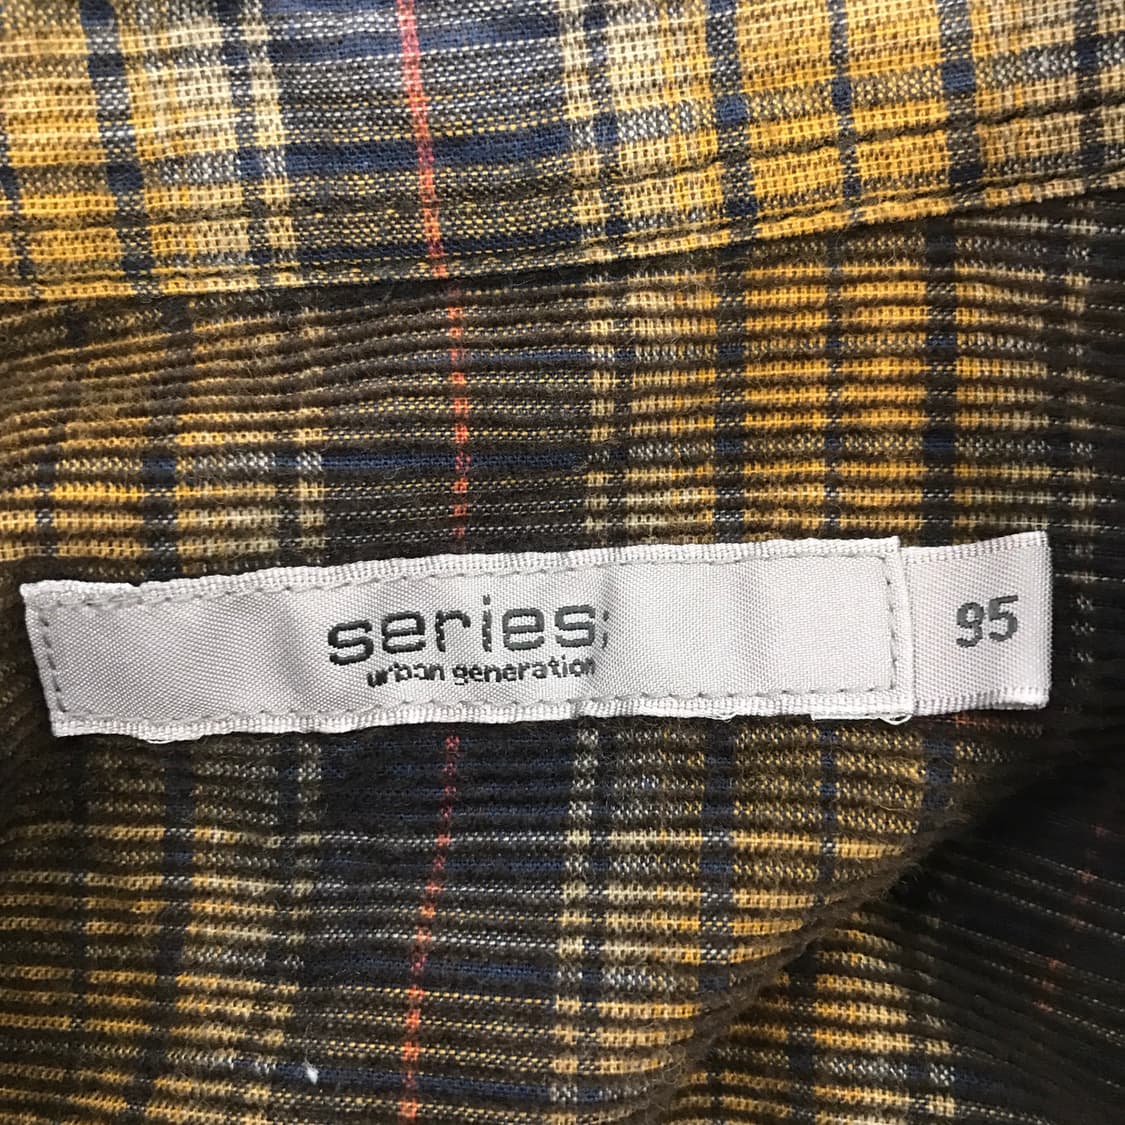 series;
urban generation
95